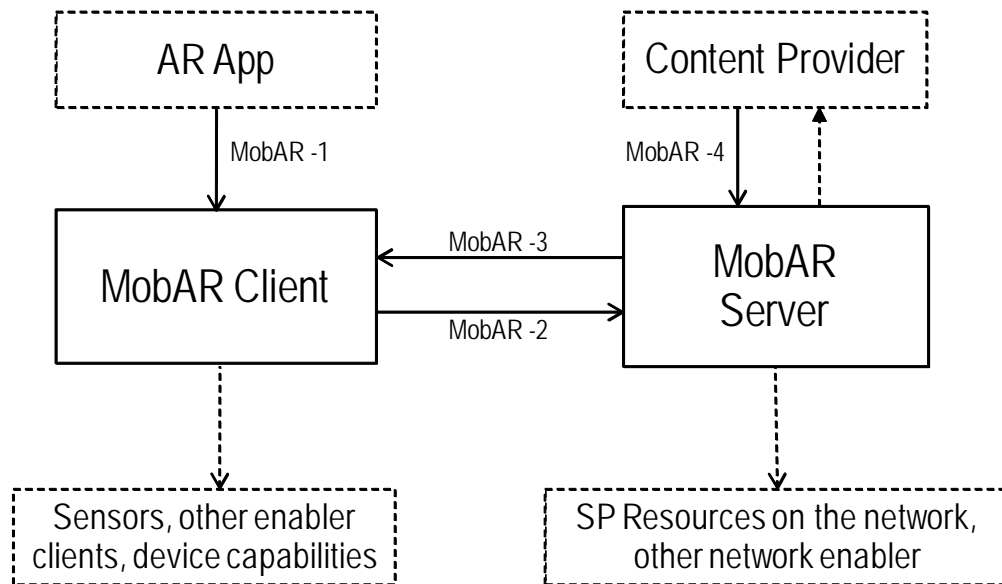 AR App
Content Provider
MobAR -1
MobAR -4
MobAR Client
MobAR -3
MobAR -2
MobAR
Server
Sensors, other enabler
clients, device capabilities
SP Resources on the network,
other network enabler